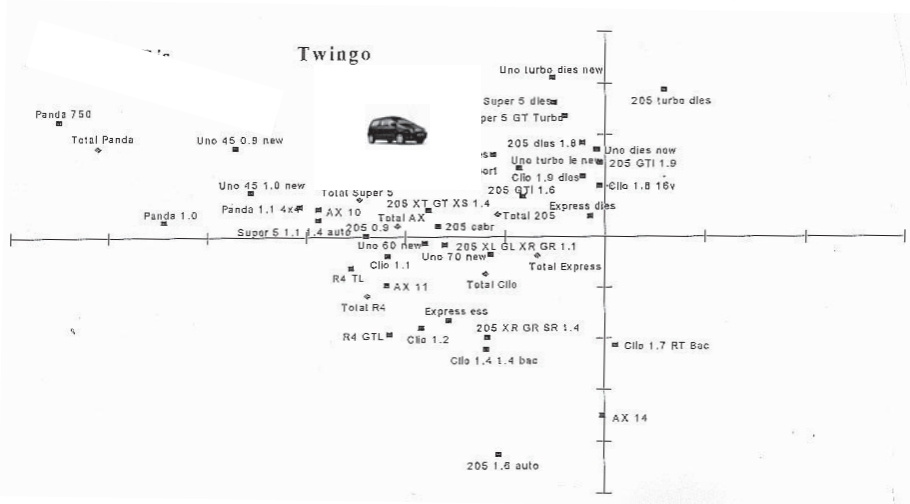 Twingo
Uno turbo dies new
Super 5 dies
205 turbo dies
per 5 GT Turbo
Panda 750
Total Panda
Uno 45 0.9 new
205 dies 1.8
Uno dies new
Uno turbo ie new
205 GTI 1.9
Clio 1.9 dies
Clio 1.8 16v
Uno 45 1.0 new
Total Super 5
205 GTI 1.6
205 XT GT XS 1.4
Express dies
Panda 1.1 4x4
AX 10
Panda 1.0
Total AX
Total 205
Super 5 1.1 1.4 auto
205 0.9
205 cabr
Uno 60 new
205 XL GL XR GR 1.1
Clio 1.1
Uno 70 new
Total Express
R4 TL
AX 11
Total Clio
Total R4
Express ess
R4 GTL
Clio 1.2
205 XR GR SR 1.4
Clio 1.7 RT Bac
Clio 1.4 1.4 bac
AX 14
205 1.6 auto